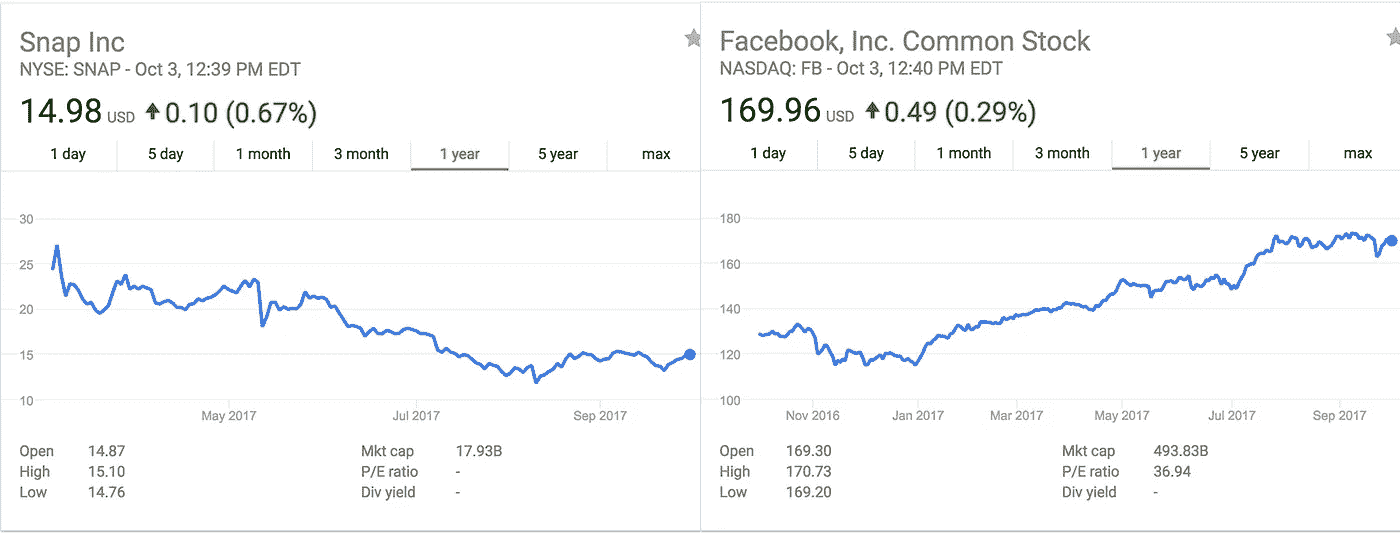 Snap Inc
NYSE: SNAP - Oct 3, 12:39 PM EDT
14.98 USD 0.10 (0.67%)
1 day 5 day 1 month 3 month 1 year 5 year max
30
25
20
15
10
May 2017 Jul 2017 Sep 2017
Open 14.87 Mkt cap 17.93B
High 15.10 P/E ratio -
Low 14.76 Div yield -
Facebook, Inc. Common Stock
NASDAQ: FB - Oct 3, 12:40 PM EDT
169.96 USD 0.49 (0.29%)
1 day 5 day 1 month 3 month 1 year 5 year max
180
160
140
120
100
Nov 2016 Jan 2017 Mar 2017 May 2017 Jul 2017 Sep 2017
Open 169.30 Mkt cap 493.83B
High 170.73 P/E ratio 36.94
Low 169.20 Div yield -